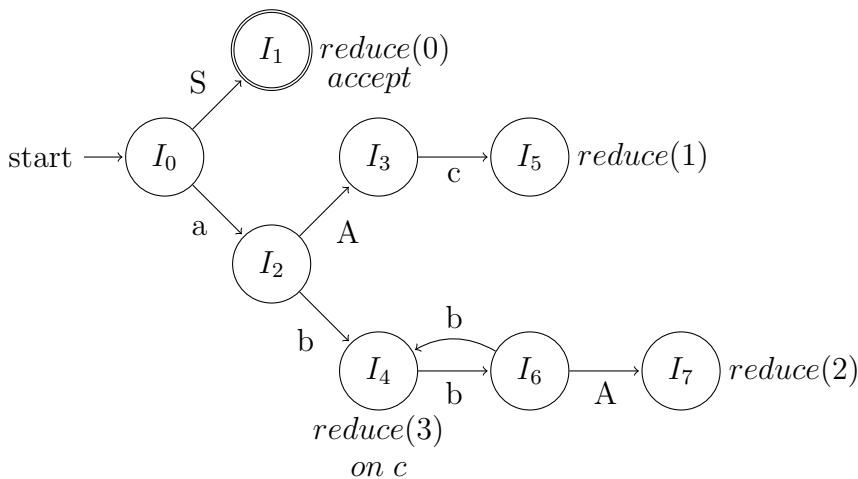 I₁ reduce(0)
accept
S
start
I₀
I₃
c
I₅ reduce(1)
a
A
I₂
b
b
I₄
b
I₆
A
I₇ reduce(2)
reduce(3)
on c